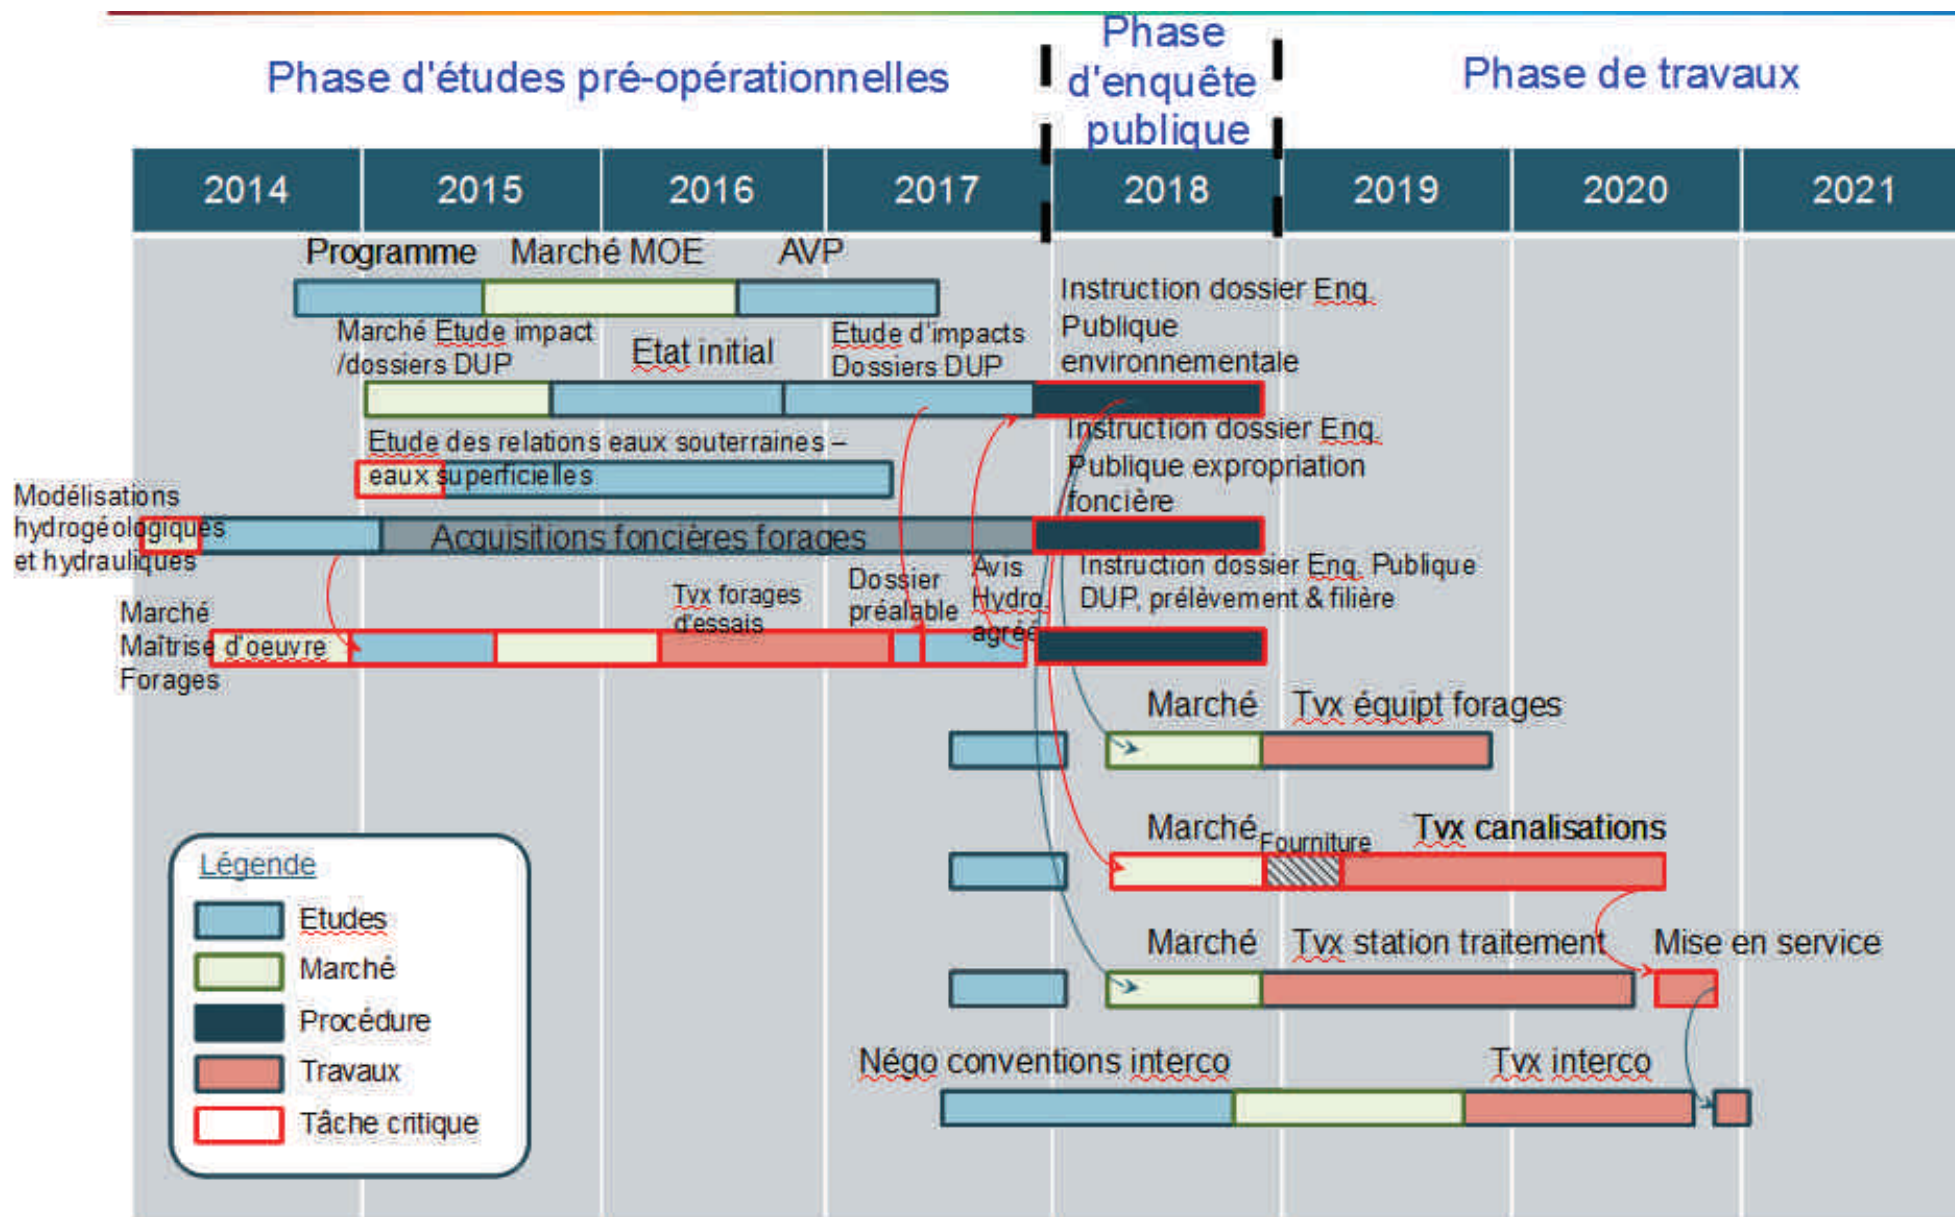 Phase d'études pré-opérationnelles
Phase
d'enquête
publique
Phase de travaux
2014
2015
2016
2017
2018
2019
2020
2021
Programme
Marché MOE
AVP
Instruction dossier Enq.
Publique
environnementale
Marché Etude impact
/dossiers DUP
Etat initial
Etude d'impacts
Dossiers DUP
Etude des relations eaux souterraines –
eaux superficielles
Instruction dossier Enq.
Publique expropriation
foncière
Modélisations
hydrogéologiques
et hydrauliques
Acquisitions foncières forages
Marché
Maîtrise d'oeuvre
Forages
Tvx forages
d'essais
Dossier
préalable
Avis
Hydro.
agréé
Instruction dossier Enq. Publique
DUP, prélèvement & filière
Marché
Tvx équipt forages
Marché
Fourniture
Tvx canalisations
Marché
Tvx station traitement
Mise en service
Négo conventions interco
Tvx interco
Légende
Etudes
Marché
Procédure
Travaux
Tâche critique